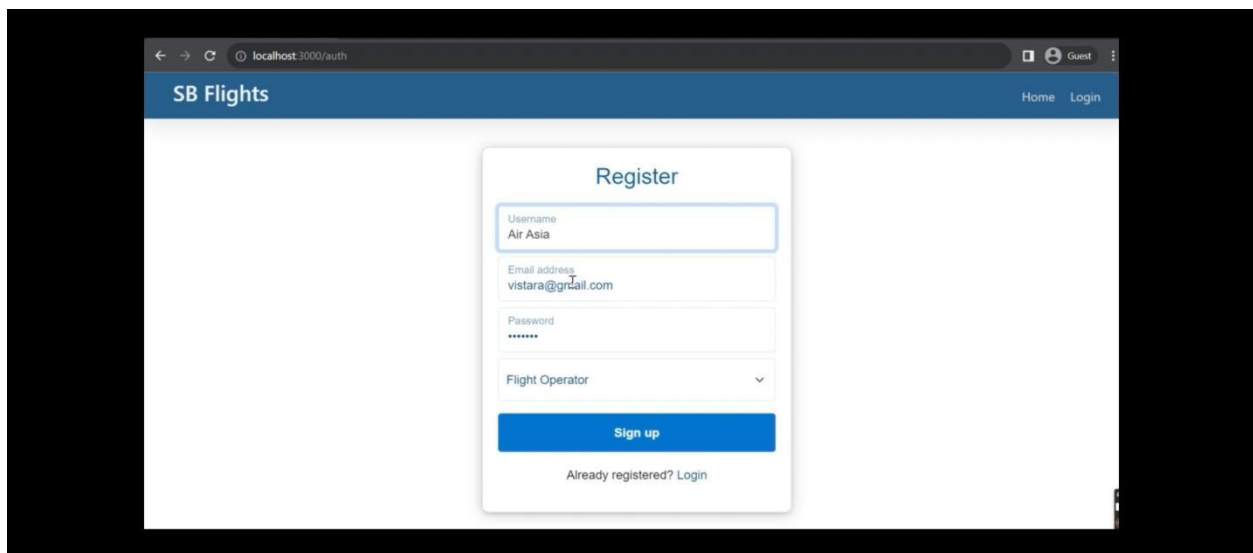 localhost:3000/auth
Guest
SB Flights
Home Login
Register
Username
Air Asia
Email address
vistara@gmail.com
Password
•••••••
Flight Operator
Sign up
Already registered? Login